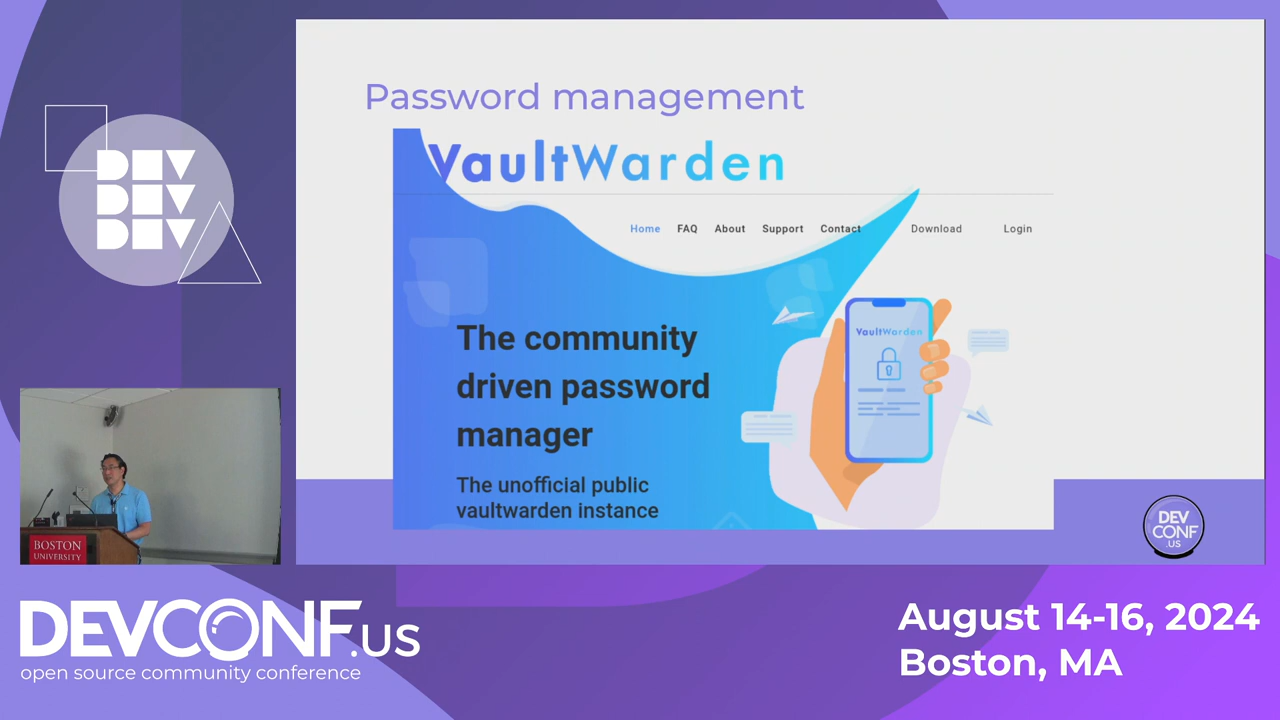 Password management
VaultWarden
Home FAQ About Support Contact Download Login
The community
driven password
manager
The unofficial public
vaultwarden instance
VaultWarden
DEV
DEV
DEV
BOSTON
UNIVERSITY
DEV
CONF
.US
DEVCONF.US
open source community conference
August 14-16, 2024
Boston, MA